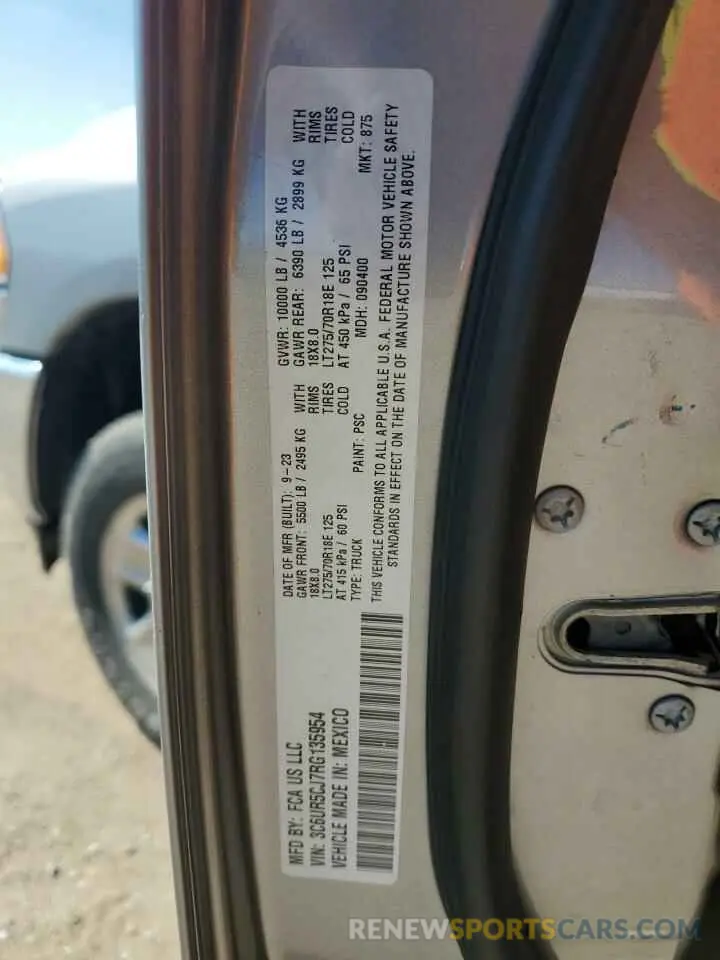 MFD BY: FCA US LLC
VIN: 3C6UR5CJ7RG135954
VEHICLE MADE IN: MEXICO
DATE OF MFR (BUILT): 9-23
GAWR FRONT: 5500 LB / 2495 KG WITH
18X8.0 RIMS
LT275/70R18E 125 TIRES
AT 415 kPa / 60 PSI COLD
TYPE: TRUCK PAINT: PSC
GVWR: 10000 LB / 4536 KG
GAWR REAR: 6390 LB / 2899 KG WITH
18X8.0 RIMS
LT275/70R18E 125 TIRES
AT 450 kPa / 65 PSI COLD
MDH: 090400 MKT: 875
THIS VEHICLE CONFORMS TO ALL APPLICABLE U.S.A. FEDERAL MOTOR VEHICLE SAFETY
STANDARDS IN EFFECT ON THE DATE OF MANUFACTURE SHOWN ABOVE.
RENEWSPORTSCARS.COM